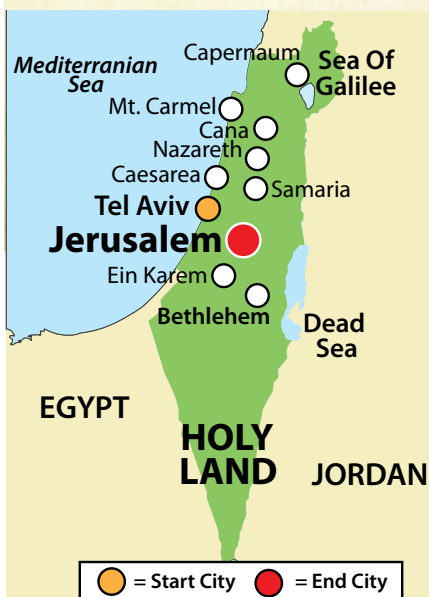 Capernaum
Mediterranian
Sea
Sea Of
Galilee
Mt. Carmel
Cana
Nazareth
Caesarea
Samaria
Tel Aviv
Jerusalem
Ein Karem
Bethlehem
Dead
Sea
EGYPT
HOLY
LAND
JORDAN
= Start City = End City